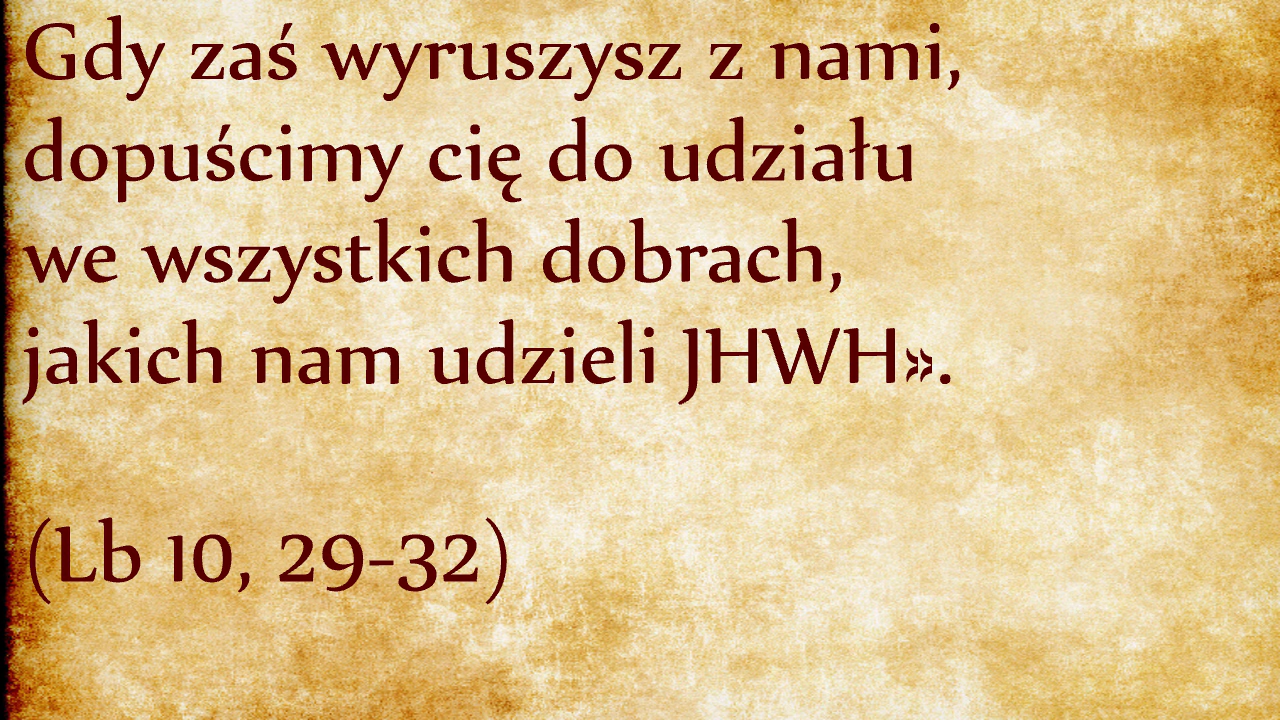 Gdy zaś wyruszysz z nami,
dopuścimy cię do udziału
we wszystkich dobrach,
jakich nam udzieli JHWH».
(Lb 10, 29-32)